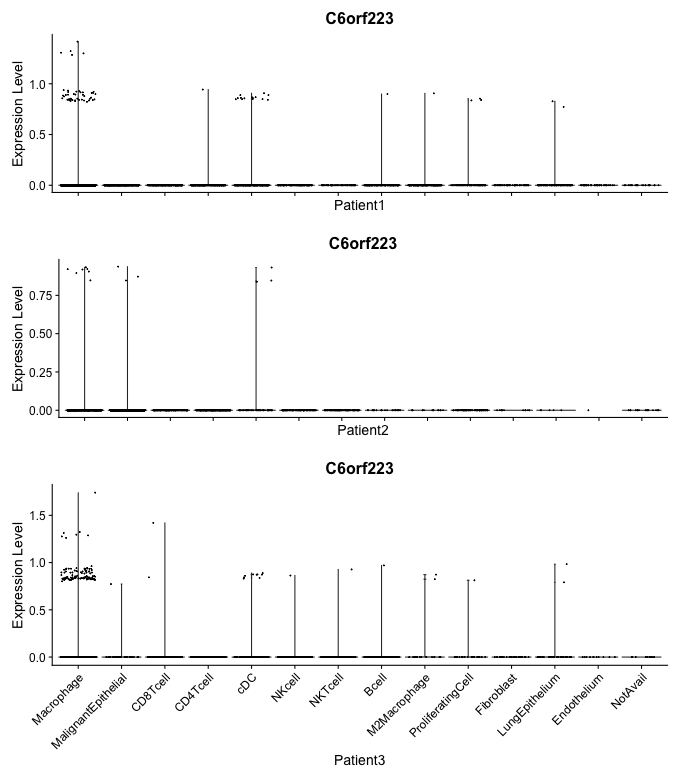 C6orf223
Expression Level
1.0
0.5
0.0
Patient1
C6orf223
Expression Level
0.75
0.50
0.25
0.00
Patient2
C6orf223
Expression Level
1.5
1.0
0.5
0.0
Macrophage
MalignantEpithelial
CD8Tcell
CD4Tcell
cDC
NKcell
NKTcell
Bcell
M2Macrophage
ProliferatingCell
Fibroblast
LungEpithelium
Endothelium
NotAvail
Patient3